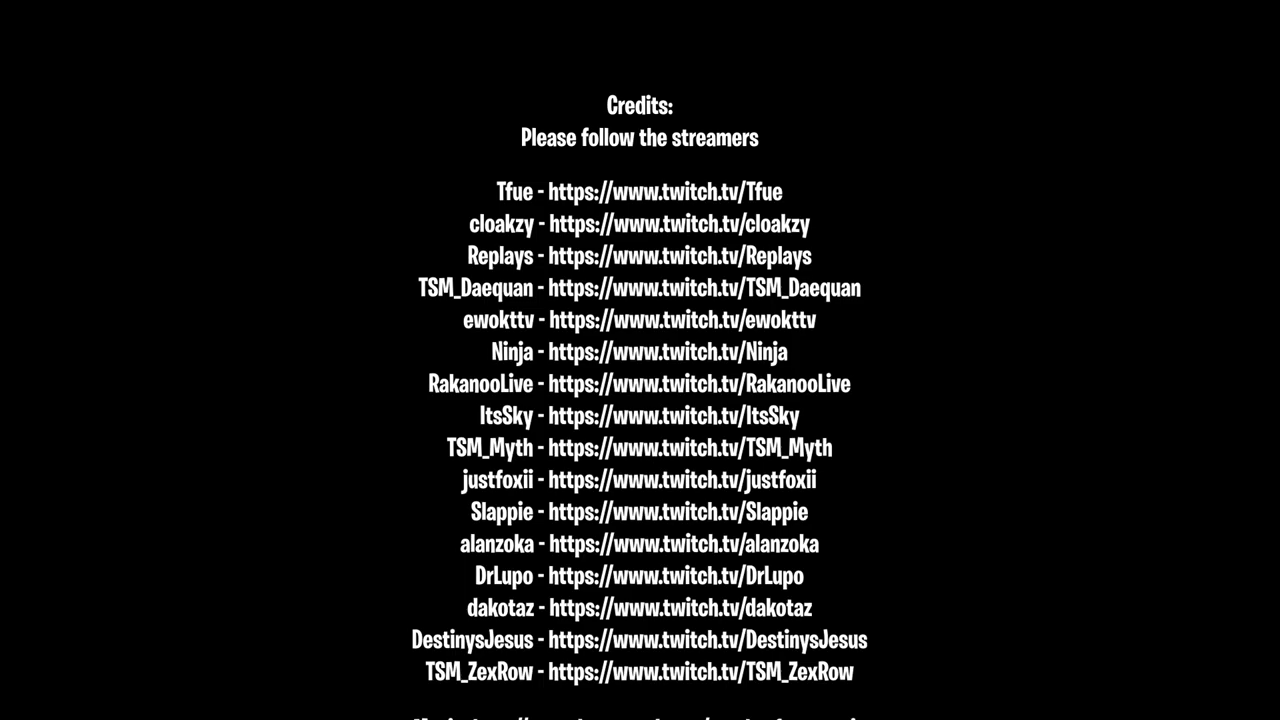 Credits:
Please follow the streamers
Tfue - https://www.twitch.tv/Tfue
cloakzy - https://www.twitch.tv/cloakzy
Replays - https://www.twitch.tv/Replays
TSM_Daequan - https://www.twitch.tv/TSM_Daequan
ewokttv - https://www.twitch.tv/ewokttv
Ninja - https://www.twitch.tv/Ninja
RakanooLive - https://www.twitch.tv/RakanooLive
ItsSky - https://www.twitch.tv/ItsSky
TSM_Myth - https://www.twitch.tv/TSM_Myth
justfoxii - https://www.twitch.tv/justfoxii
Slappie - https://www.twitch.tv/Slappie
alanzoka - https://www.twitch.tv/alanzoka
DrLupo - https://www.twitch.tv/DrLupo
dakotaz - https://www.twitch.tv/dakotaz
DestinysJesus - https://www.twitch.tv/DestinysJesus
TSM_ZexRow - https://www.twitch.tv/TSM_ZexRow